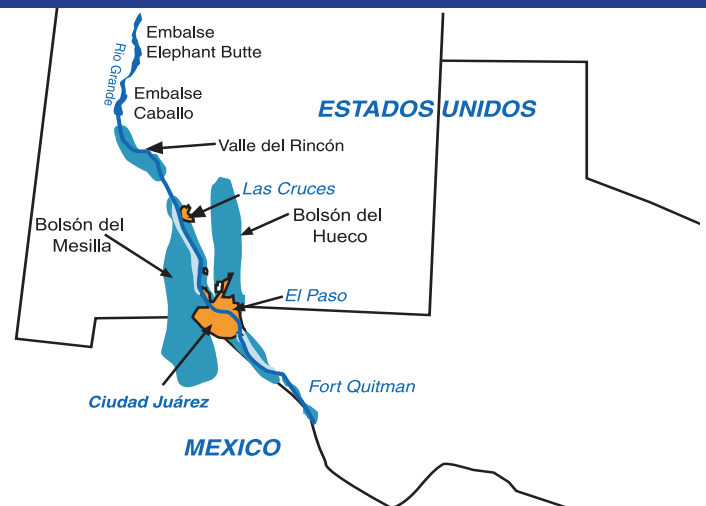 Embalse
Elephant Butte
Río Grande
Embalse
Caballo
ESTADOS UNIDOS
Valle del Rincón
Las Cruces
Bolsón del
Hueco
Bolsón del
Mesilla
El Paso
Fort Quitman
Ciudad Juárez
MEXICO